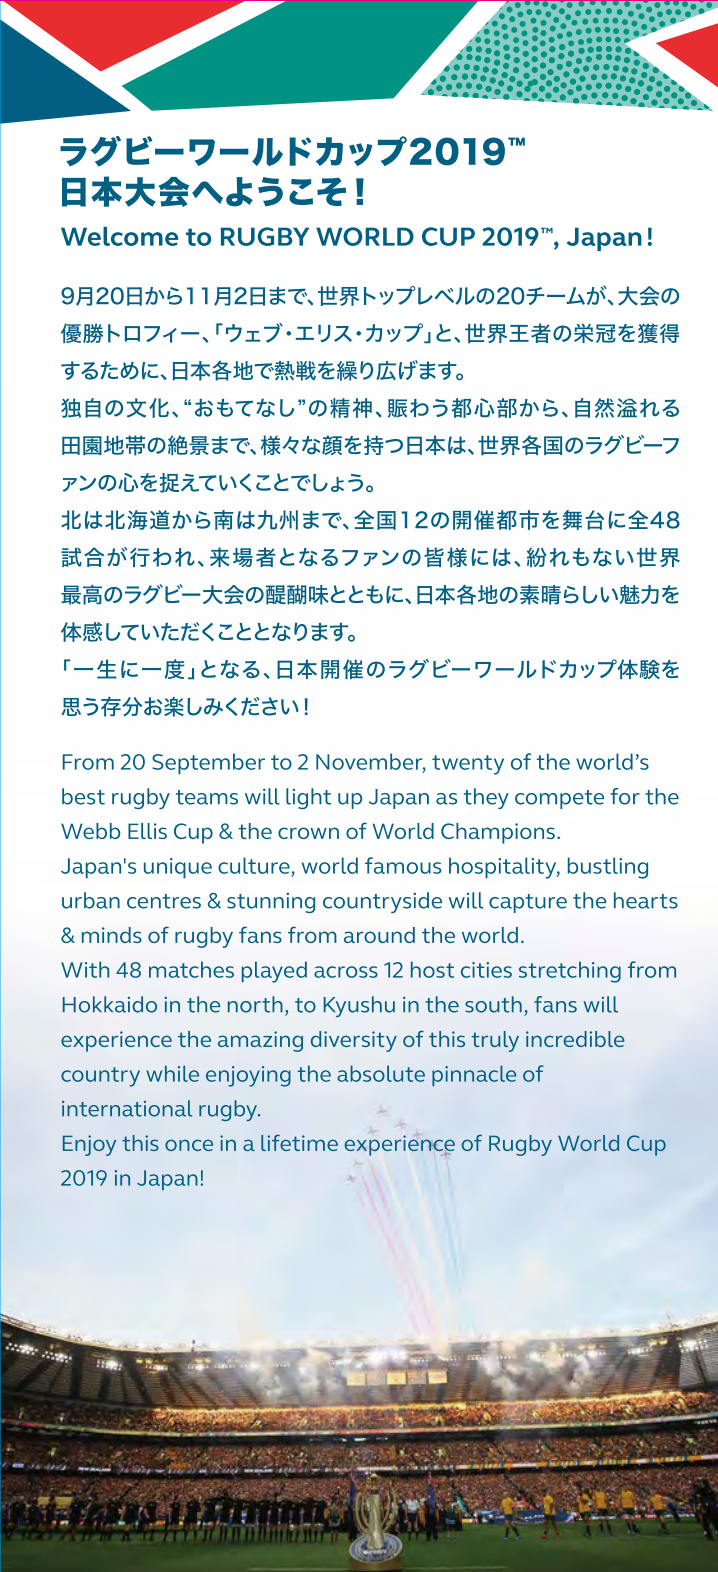 ラグビーワールドカップ2019™
日本大会へようこそ！
Welcome to RUGBY WORLD CUP 2019™, Japan!
9月20日から11月2日まで、世界トップレベルの20チームが、大会の
優勝トロフィー、「ウェブ・エリス・カップ」と、世界王者の栄冠を獲得
するために、日本各地で熱戦を繰り広げます。
独自の文化、“おもてなし”の精神、賑わう都心部から、自然溢れる
田園地帯の絶景まで、様々な顔を持つ日本は、世界各国のラグビーフ
ァンの心を捉えていくことでしょう。
北は北海道から南は九州まで、全国12の開催都市を舞台に全48
試合が行われ、来場者となるファンの皆様には、紛れもない世界
最高のラグビー大会の醍醐味とともに、日本各地の素晴らしい魅力を
体感していただくこととなります。
「一生に一度」となる、日本開催のラグビーワールドカップ体験を
思う存分お楽しみください！
From 20 September to 2 November, twenty of the world’s
best rugby teams will light up Japan as they compete for the
Webb Ellis Cup & the crown of World Champions.
Japan's unique culture, world famous hospitality, bustling
urban centres & stunning countryside will capture the hearts
& minds of rugby fans from around the world.
With 48 matches played across 12 host cities stretching from
Hokkaido in the north, to Kyushu in the south, fans will
experience the amazing diversity of this truly incredible
country while enjoying the absolute pinnacle of
international rugby.
Enjoy this once in a lifetime experience of Rugby World Cup
2019 in Japan!